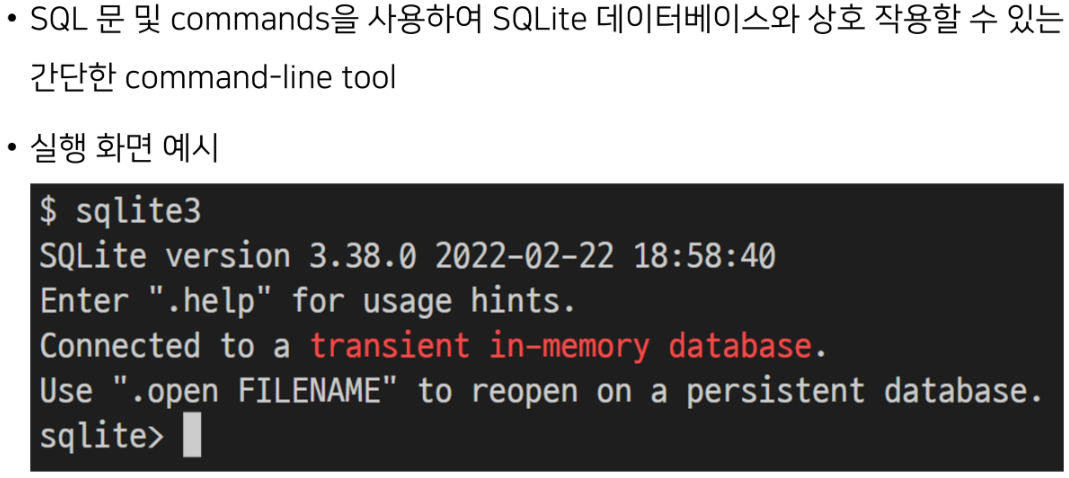 • SQL 문 및 commands을 사용하여 SQLite 데이터베이스와 상호 작용할 수 있는
간단한 command-line tool
• 실행 화면 예시
$ sqlite3
SQLite version 3.38.0 2022-02-22 18:58:40
Enter ".help" for usage hints.
Connected to a transient in-memory database.
Use ".open FILENAME" to reopen on a persistent database.
sqlite>